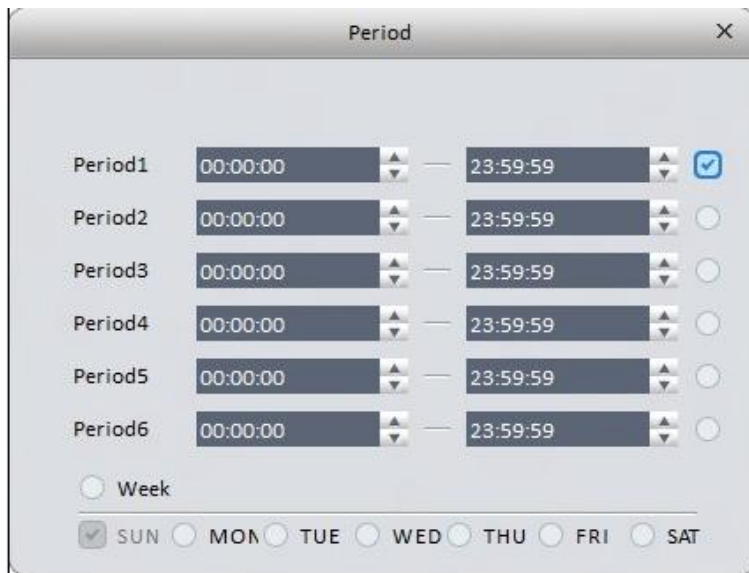 Period
Period1 00:00:00 — 23:59:59
Period2 00:00:00 — 23:59:59
Period3 00:00:00 — 23:59:59
Period4 00:00:00 — 23:59:59
Period5 00:00:00 — 23:59:59
Period6 00:00:00 — 23:59:59
Week
SUN MON TUE WED THU FRI SAT